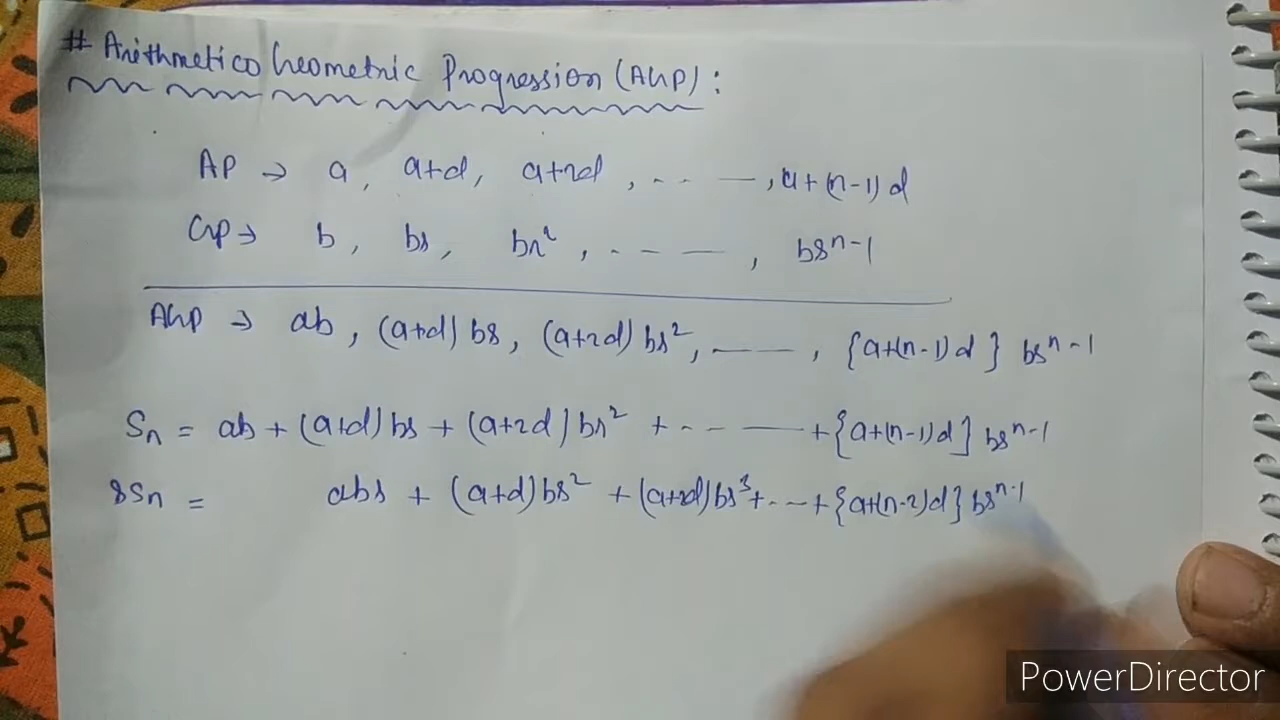 # Arithmetico Geometric Progression (AGP) :
AP → a, a+d, a+2d, ... —, a+(n-1)d
GP → b, br, br², - - —, brⁿ⁻¹
AGP → ab, (a+d)br, (a+2d)br², ——, {a+(n-1)d} brⁿ⁻¹
Sn = ab + (a+d)br + (a+2d)br² + - - — + {a+(n-1)d} brⁿ⁻¹
rSn = abr + (a+d)br² + (a+2d)br³ + .. — + {a+(n-2)d} brⁿ⁻¹
PowerDirector